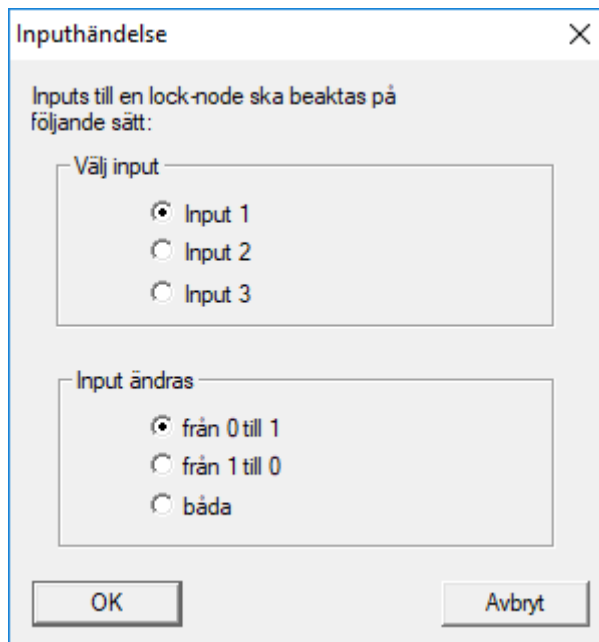 Inputhändelse
Inputs till en lock-node ska beaktas på
följande sätt:
Välj input
Input 1
Input 2
Input 3
Input ändras
från 0 till 1
från 1 till 0
båda
OK
Avbryt